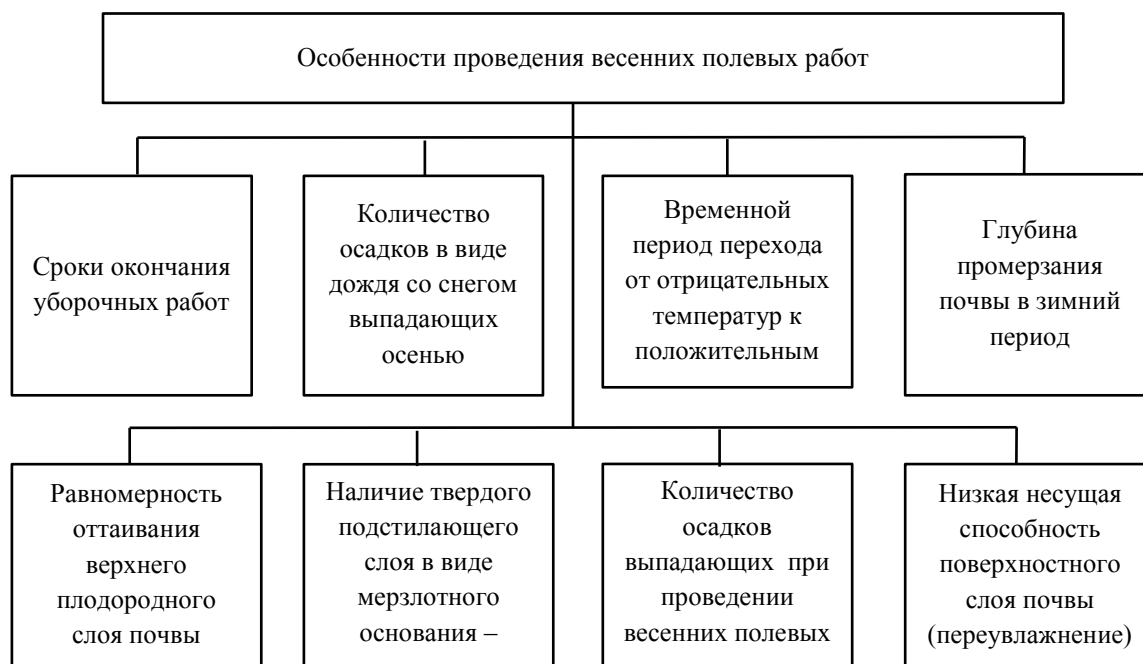 Особенности проведения весенних полевых работ
Сроки окончания
уборочных работ
Количество
осадков в виде
дождя со снегом
выпадающих
осенью
Временной
период перехода
от отрицательных
температур к
положительным
Глубина
промерзания
почвы в зимний
период
Равномерность
оттаивания
верхнего
плодородного
слоя почвы
Наличие твердого
подстилающего
слоя в виде
мерзлотного
основания –
Количество
осадков
выпадающих при
проведении
весенних полевых
Низкая несущая
способность
поверхностного
слоя почвы
(переувлажнение)